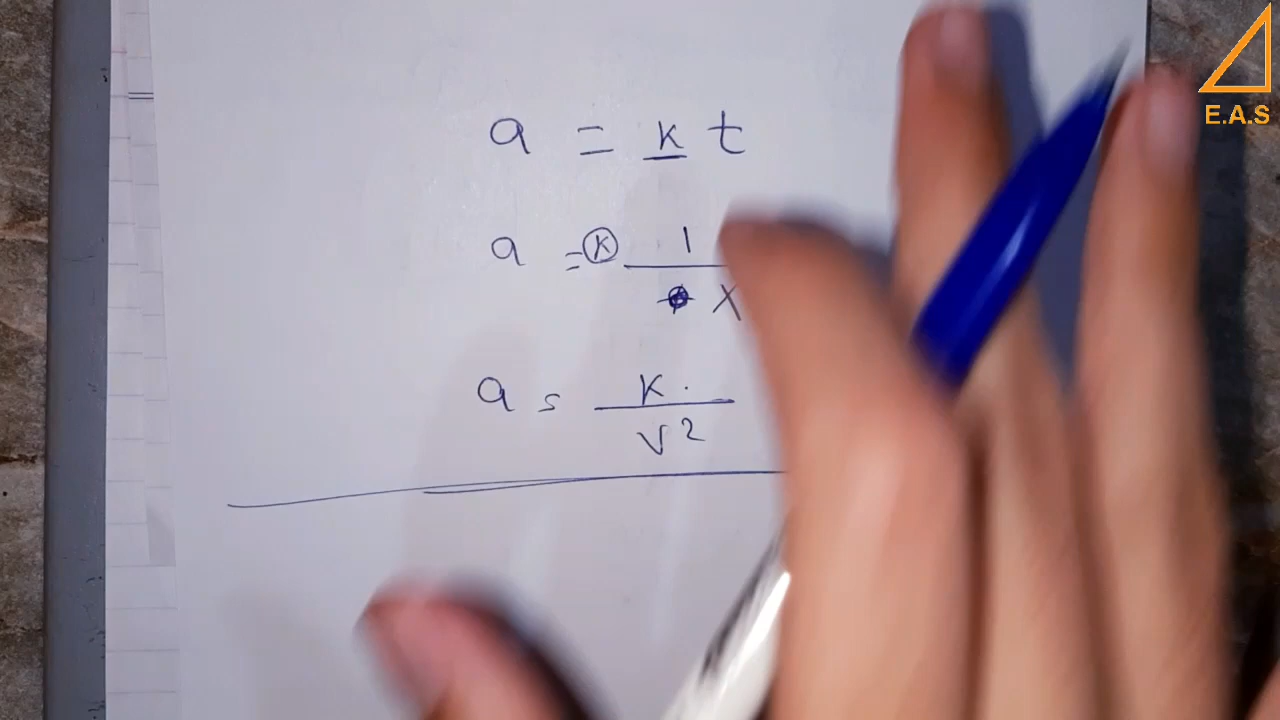 a = k t
E.A.S
a = k 1 / x
a = k. / v²